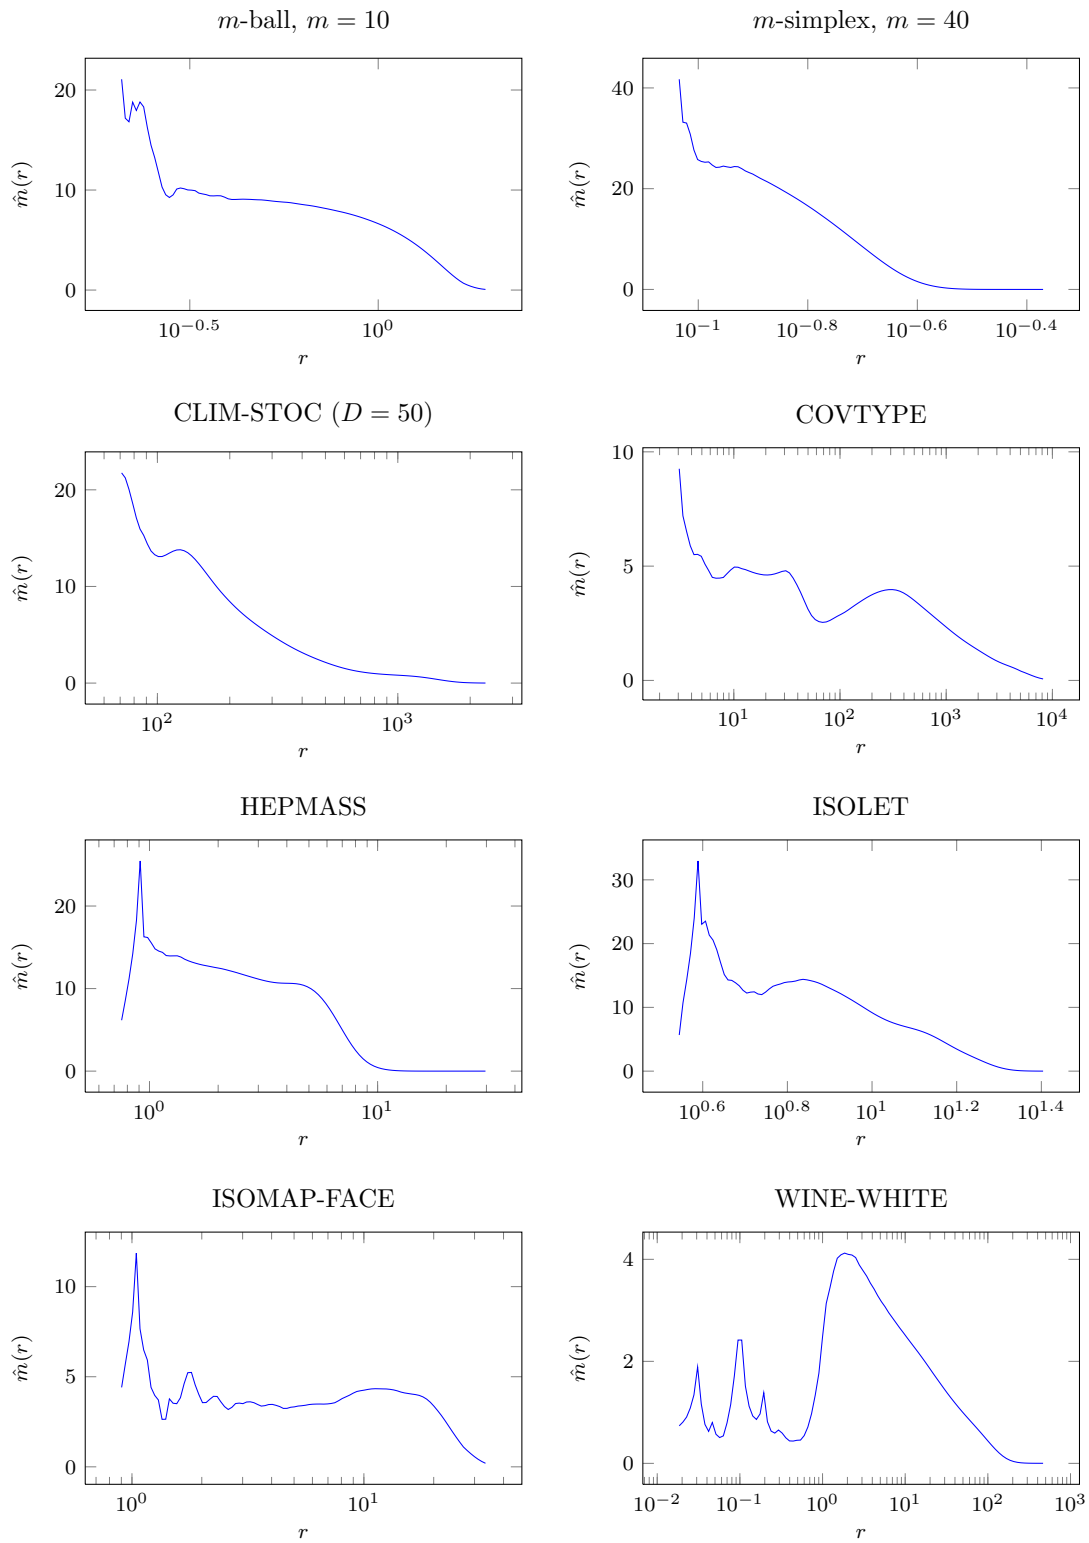 m-ball, m = 10
20
10
0
m̂(r)
10^−0.5
10^0
r
m-simplex, m = 40
40
20
0
m̂(r)
10^−1
10^−0.8
10^−0.6
10^−0.4
r
CLIM-STOC (D = 50)
20
10
0
m̂(r)
10^2
10^3
r
COVTYPE
10
5
0
m̂(r)
10^1
10^2
10^3
10^4
r
HEPMASS
20
10
0
m̂(r)
10^0
10^1
r
ISOLET
30
20
10
0
m̂(r)
10^0.6
10^0.8
10^1
10^1.2
10^1.4
r
ISOMAP-FACE
10
5
0
m̂(r)
10^0
10^1
r
WINE-WHITE
4
2
0
m̂(r)
10^−2
10^−1
10^0
10^1
10^2
10^3
r